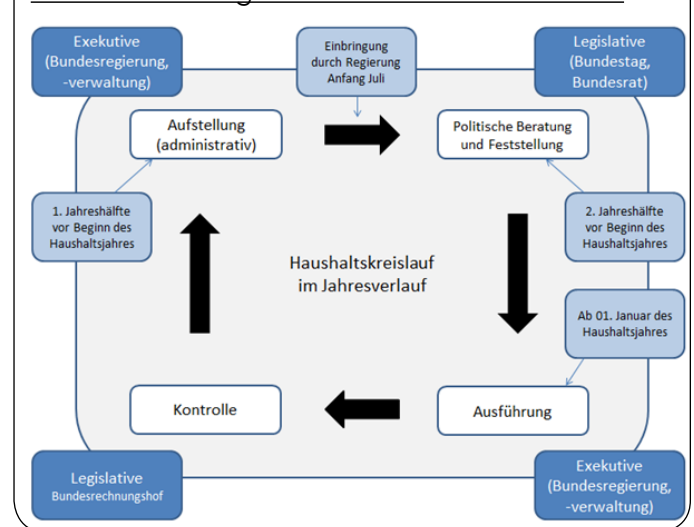 Exekutive
(Bundesregierung,
-verwaltung)
Einbringung
durch Regierung
Anfang Juli
Legislative
(Bundestag,
Bundesrat)
Aufstellung
(administrativ)
Politische Beratung
und Feststellung
1. Jahreshälfte
vor Beginn des
Haushaltsjahres
2. Jahreshälfte
vor Beginn des
Haushaltsjahres
Haushaltskreislauf
im Jahresverlauf
Ab 01. Januar des
Haushaltsjahres
Kontrolle
Ausführung
Legislative
Bundesrechnungshof
Exekutive
(Bundesregierung,
-verwaltung)